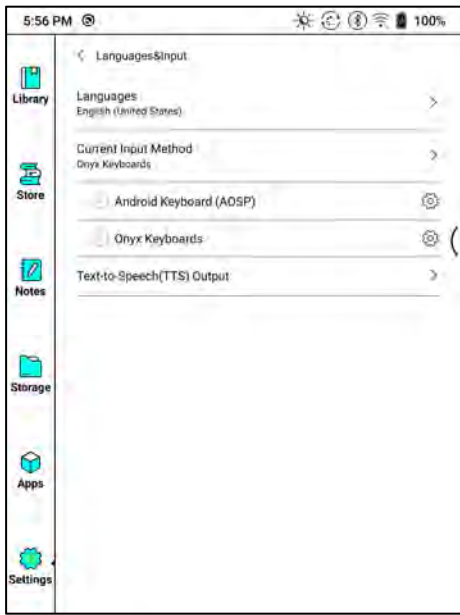 5:56 PM 100%
Languages&Input
Library
Languages
English (United States)
Current Input Method
Onyx Keyboards
Store
Android Keyboard (AOSP)
Onyx Keyboards
Notes
Text-to-Speech(TTS) Output
Storage
Apps
Settings